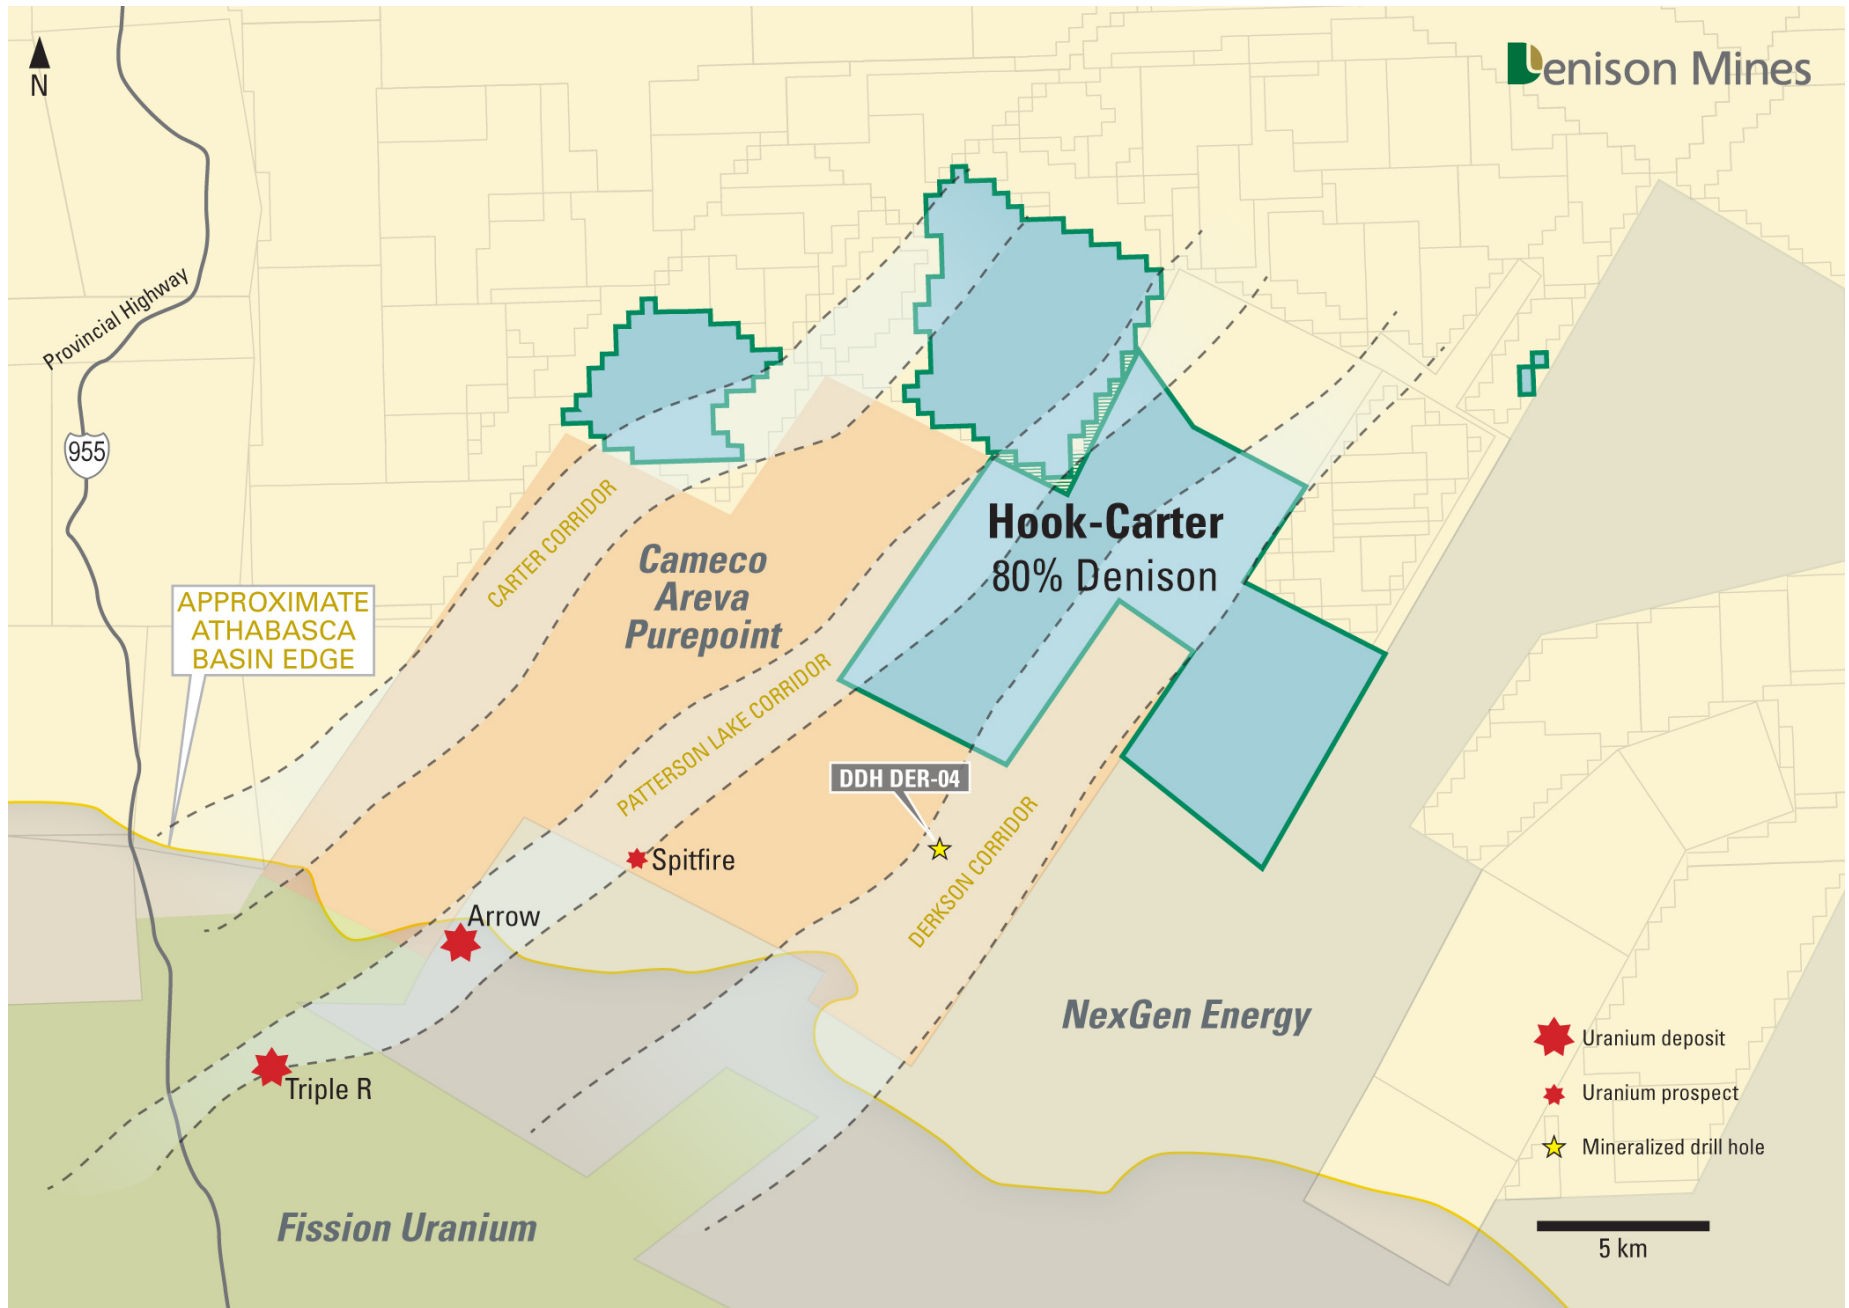 N
Denison Mines
Provincial Highway
955
APPROXIMATE
ATHABASCA
BASIN EDGE
CARTER CORRIDOR
Cameco
Areva
Purepoint
Hook-Carter
80% Denison
PATTERSON LAKE CORRIDOR
DDH DER-04
DERKSON CORRIDOR
Spitfire
Arrow
Triple R
NexGen Energy
Fission Uranium
Uranium deposit
Uranium prospect
Mineralized drill hole
5 km